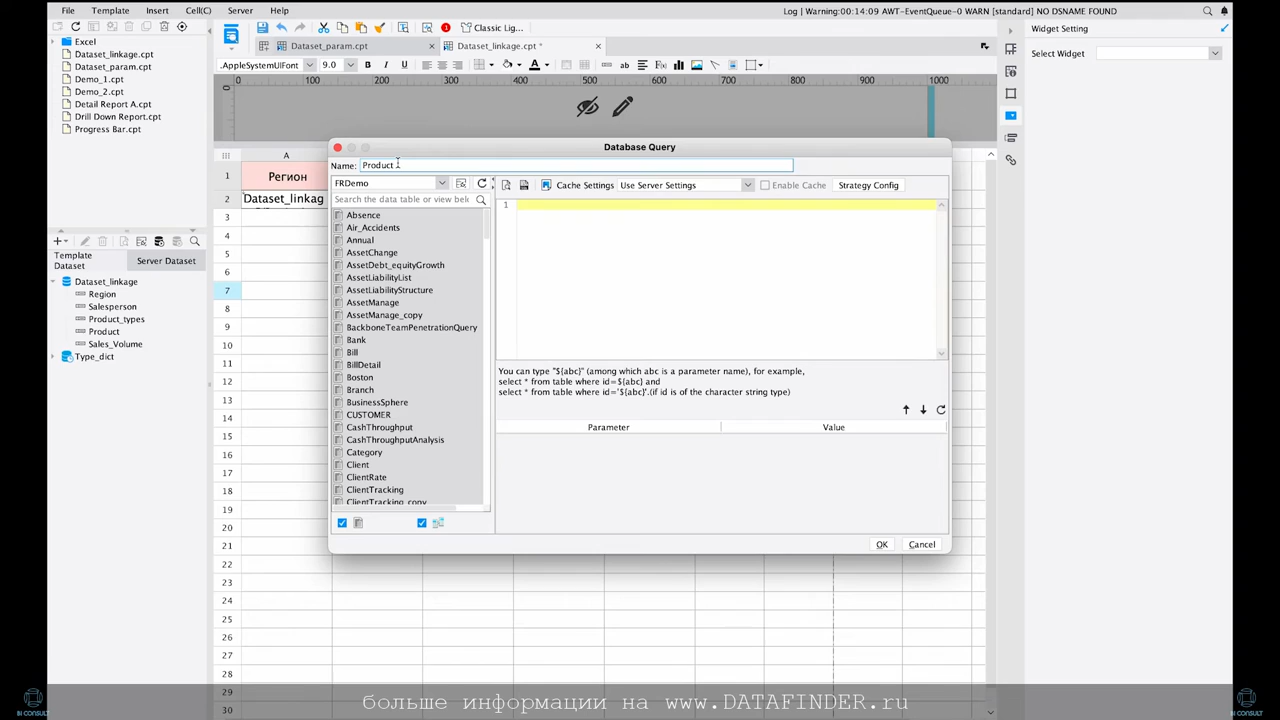 File Template Insert Cell(C) Server Help
Log | Warning:00:14:09 AWT-EventQueue-0 WARN [standard] NO DSNAME FOUND
1
Classic Lig...
Widget Setting
Select Widget
Excel
Dataset_linkage.cpt
Dataset_param.cpt
Demo_1.cpt
Demo_2.cpt
Detail Report A.cpt
Drill Down Report.cpt
Progress Bar.cpt
Dataset_param.cpt
Dataset_linkage.cpt *
.AppleSystemUIFont 9.0 B I U
0 100 200 300 400 500 600 700 800 900 1000
0
A
1 Регион
2 Dataset_linkag
3
4
5
6
7
8
9
10
11
12
13
14
15
16
17
18
19
20
21
22
23
24
25
26
27
28
29
30
Template Dataset
Server Dataset
Dataset_linkage
Region
Salesperson
Product_types
Product
Sales_Volume
Type_dict
Database Query
Name: Product
FRDemo
Search the data table or view belo
Absence
Air_Accidents
Annual
AssetChange
AssetDebt_equityGrowth
AssetLiabilityList
AssetLiabilityStructure
AssetManage
AssetManage_copy
BackboneTeamPenetrationQuery
Bank
Bill
BillDetail
Boston
Branch
BusinessSphere
CUSTOMER
CashThroughput
CashThroughputAnalysis
Category
Client
ClientRate
ClientTracking
ClientTracking_copy
Cache Settings Use Server Settings Enable Cache Strategy Config
1
You can type "${abc}" (among which abc is a parameter name), for example,
select * from table where id=${abc} and
select * from table where id='${abc}'.(if id is of the character string type)
Parameter Value
OK Cancel
больше информации на www.DATAFINDER.ru
BI CONSULT
BI CONSULT